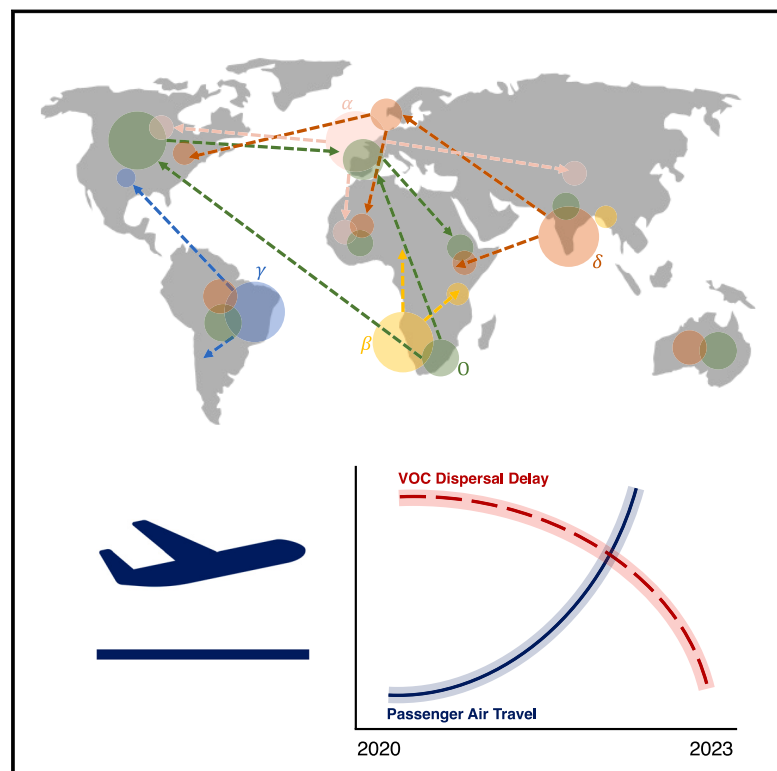 α
γ
δ
β
Ο
VOC Dispersal Delay
Passenger Air Travel
2020 2023